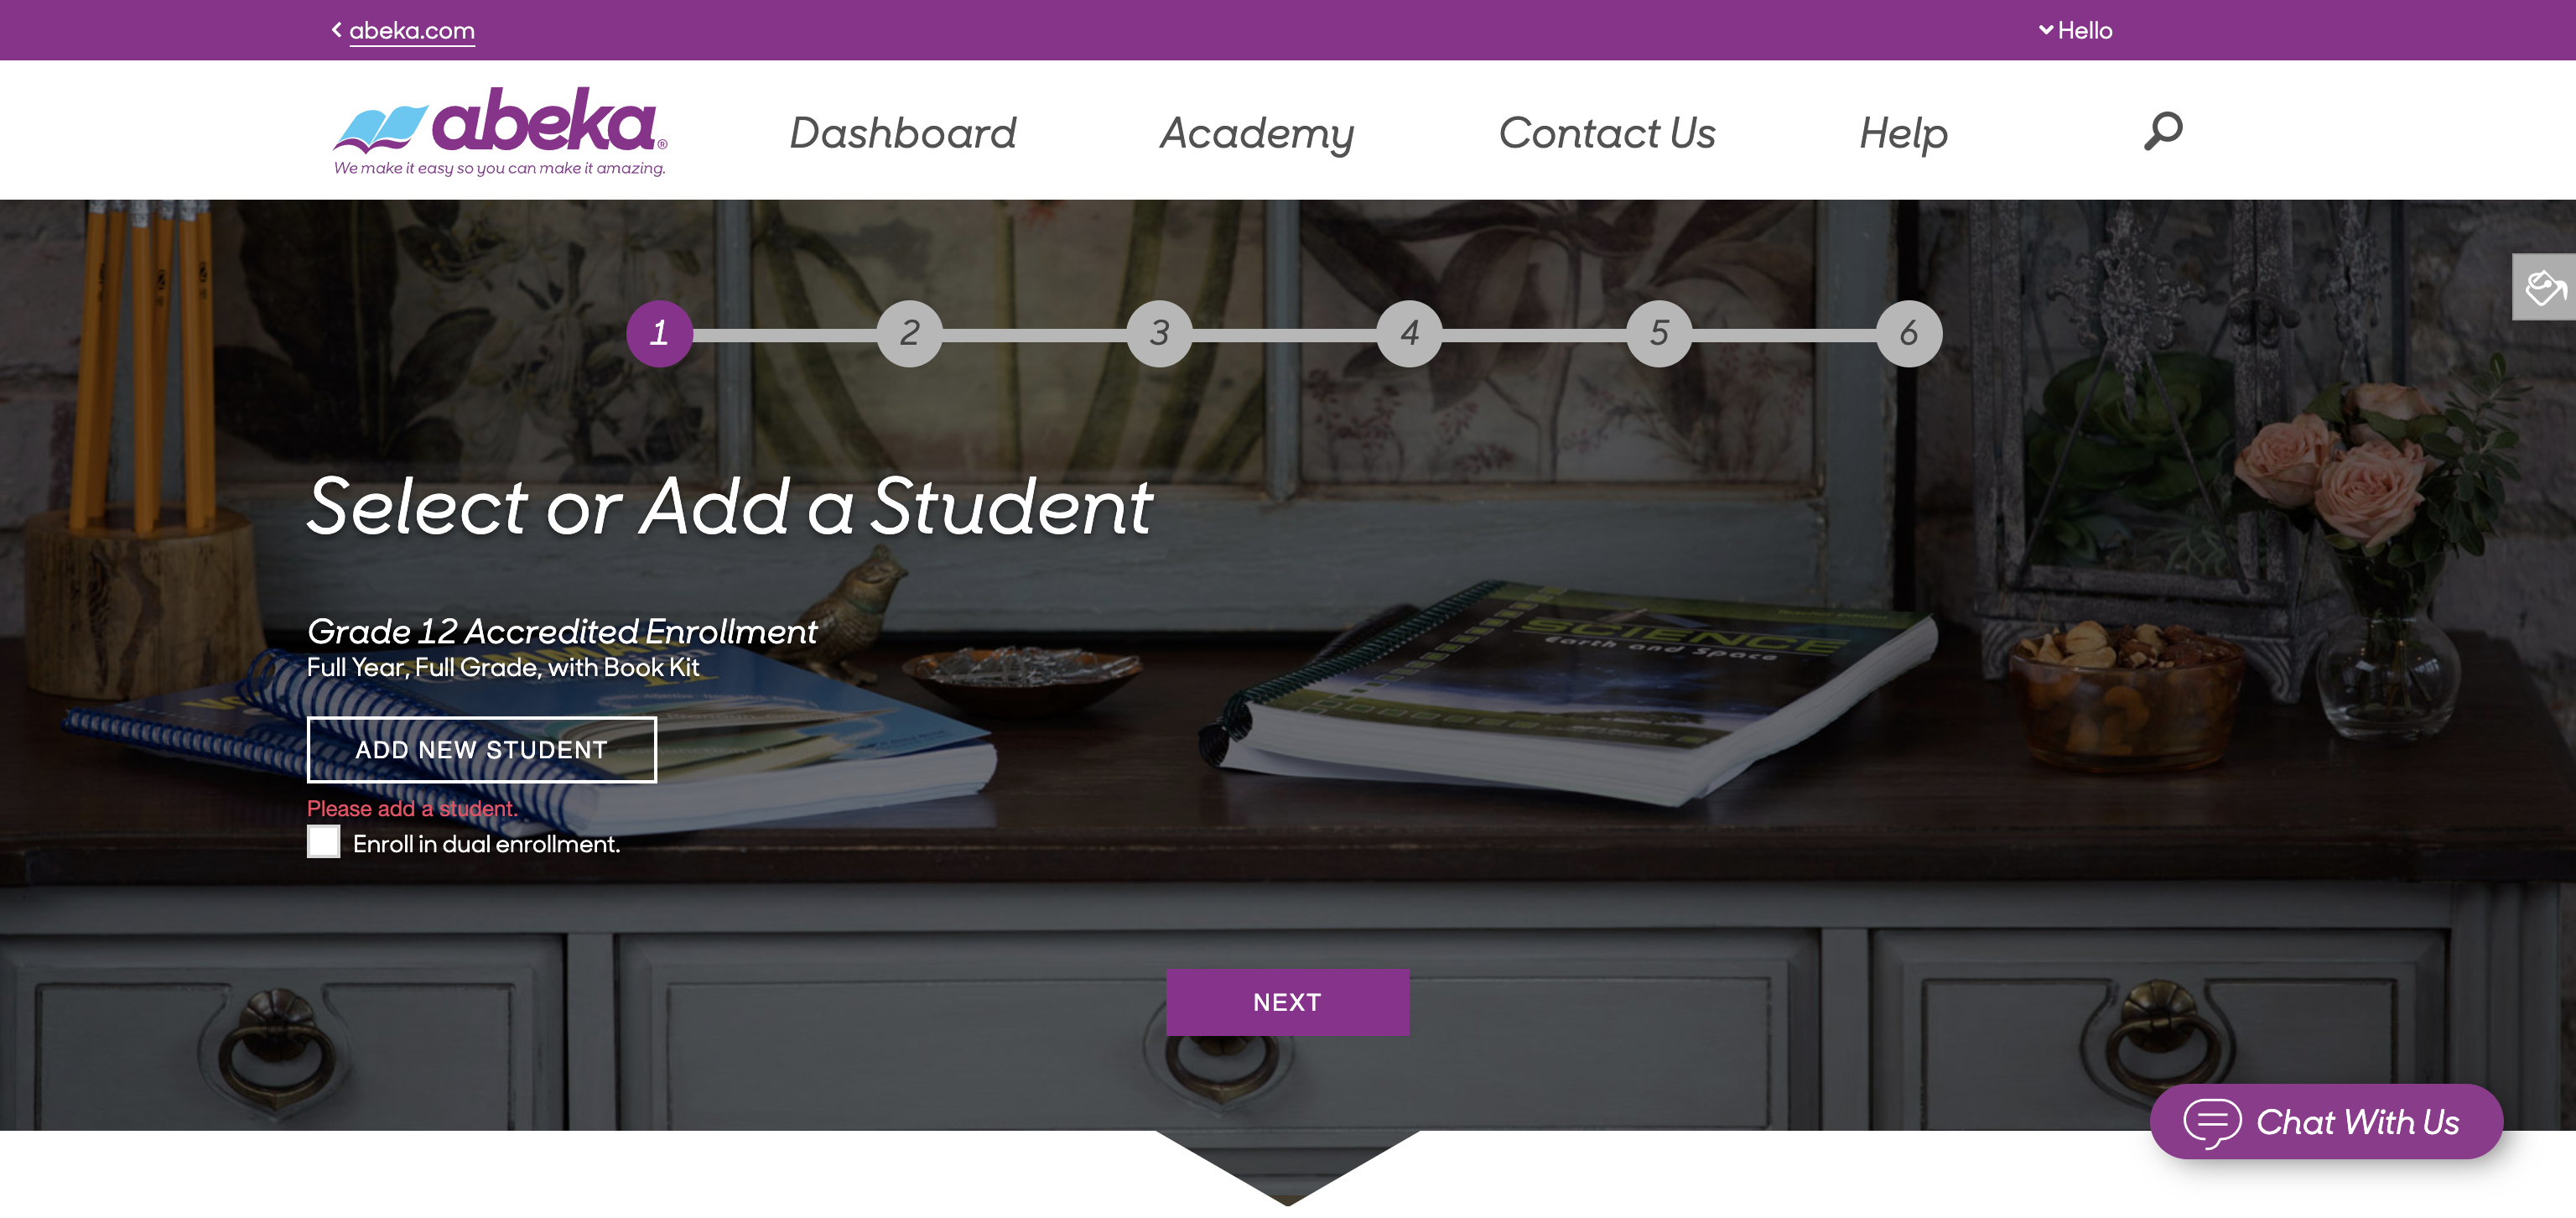 abeka.com
Hello
abeka®
We make it easy so you can make it amazing.
Dashboard
Academy
Contact Us
Help
1
2
3
4
5
6
Select or Add a Student
Grade 12 Accredited Enrollment
Full Year, Full Grade, with Book Kit
SCIENCE
Earth and Space
ADD NEW STUDENT
Please add a student.
Enroll in dual enrollment.
NEXT
Chat With Us